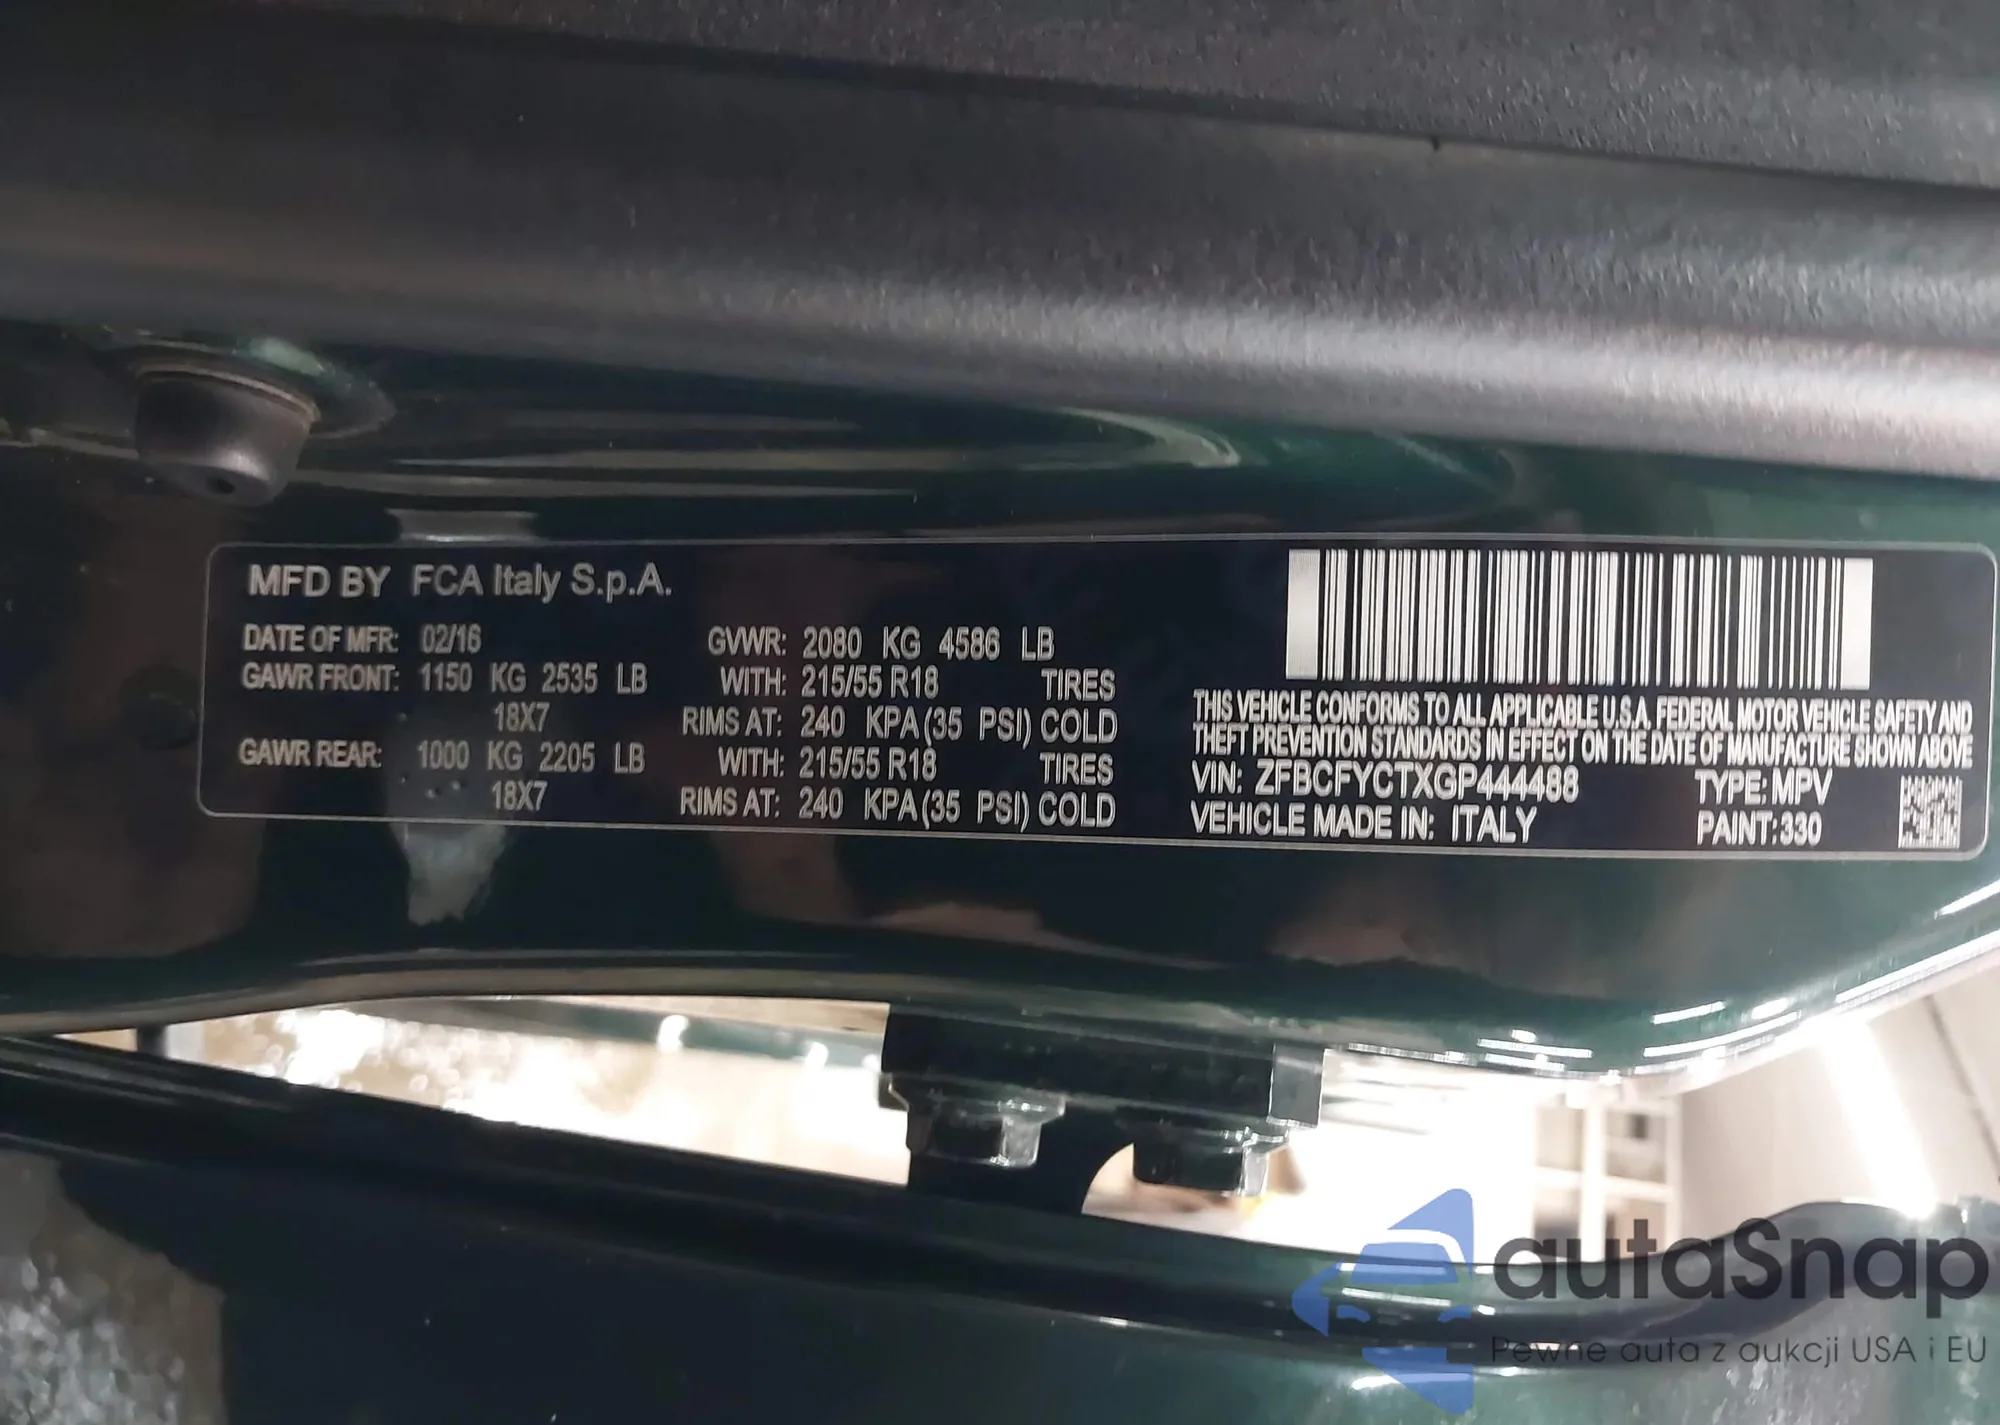 MFD BY FCA Italy S.p.A.
DATE OF MFR: 02/16 GVWR: 2080 KG 4586 LB
GAWR FRONT: 1150 KG 2535 LB WITH: 215/55 R18 TIRES
18X7 RIMS AT: 240 KPA(35 PSI) COLD
GAWR REAR: 1000 KG 2205 LB WITH: 215/55 R18 TIRES
18X7 RIMS AT: 240 KPA(35 PSI) COLD
THIS VEHICLE CONFORMS TO ALL APPLICABLE U.S.A. FEDERAL MOTOR VEHICLE SAFETY AND
THEFT PREVENTION STANDARDS IN EFFECT ON THE DATE OF MANUFACTURE SHOWN ABOVE
VIN: ZFBCFYCTXGP444488 TYPE: MPV
VEHICLE MADE IN: ITALY PAINT:330
autaSnap
Pewne auta z aukcji USA i EU